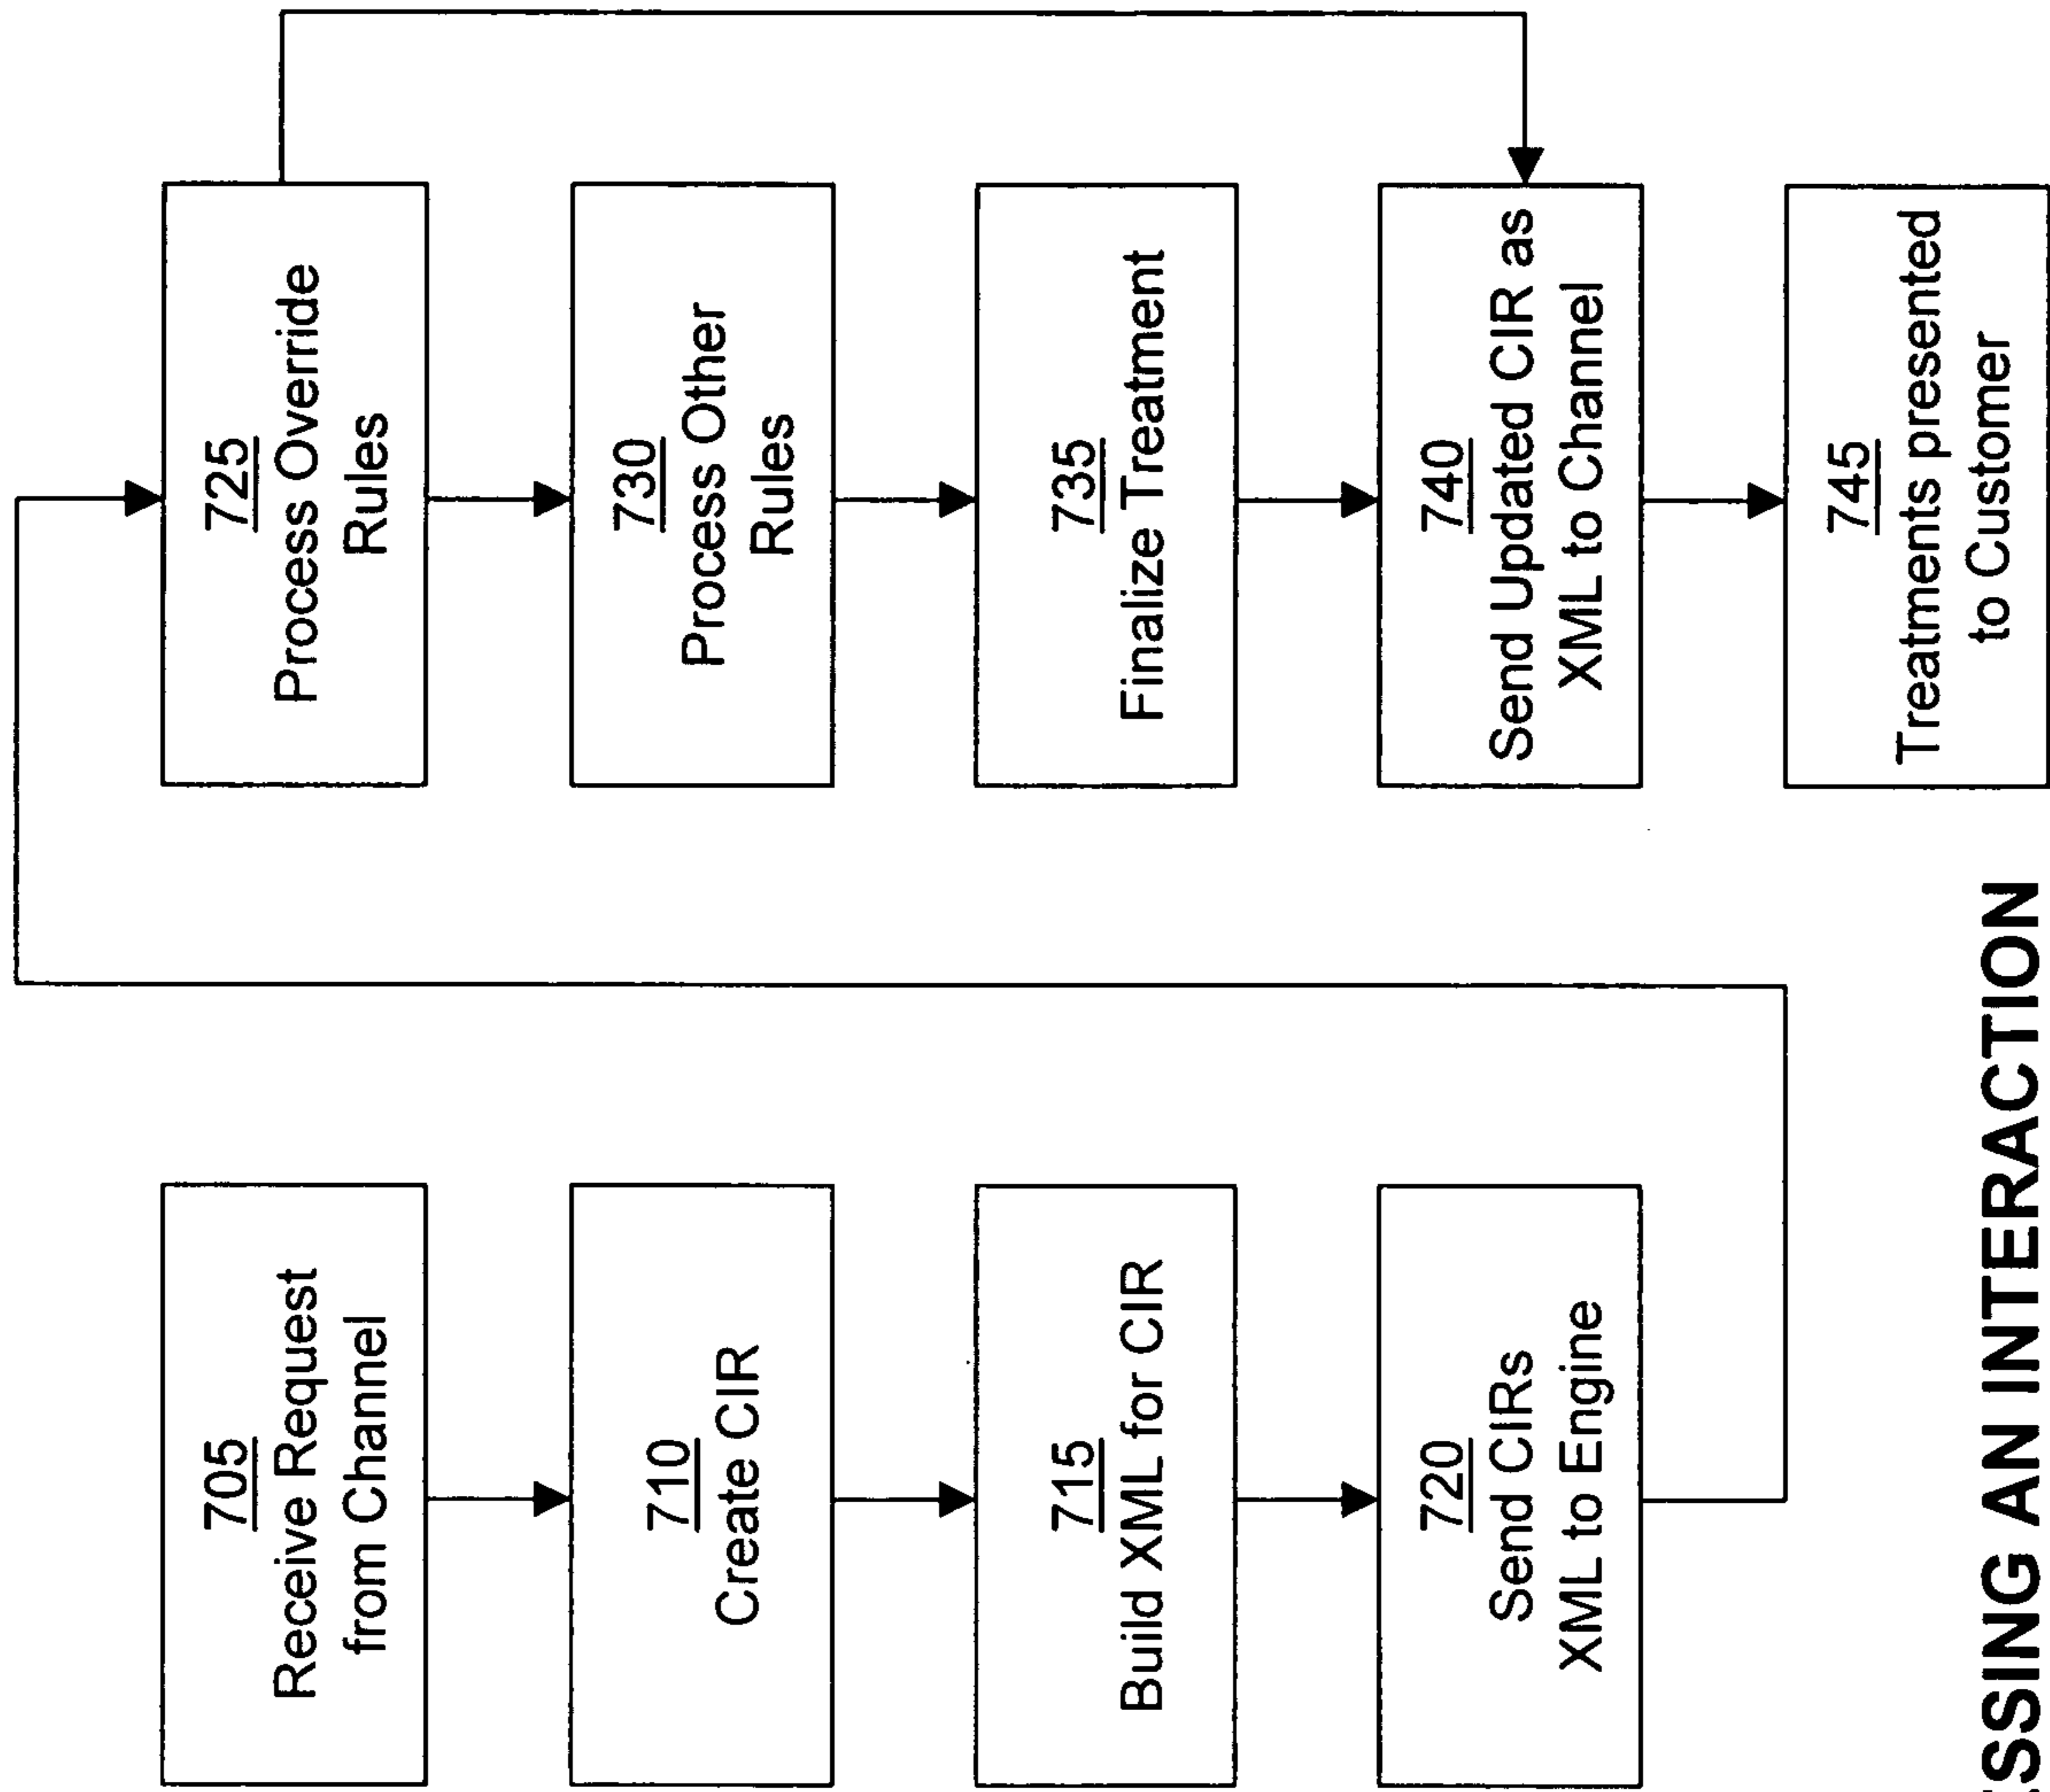 705
Receive Request
from Channel
710
Create CIR
715
Build XML for CIR
720
Send CIRs
XML to Engine
725
Process Override
Rules
730
Process Other
Rules
735
Finalize Treatment
740
Send Updated CIR as
XML to Channel
745
Treatments presented
to Customer
SSING AN INTERACTION